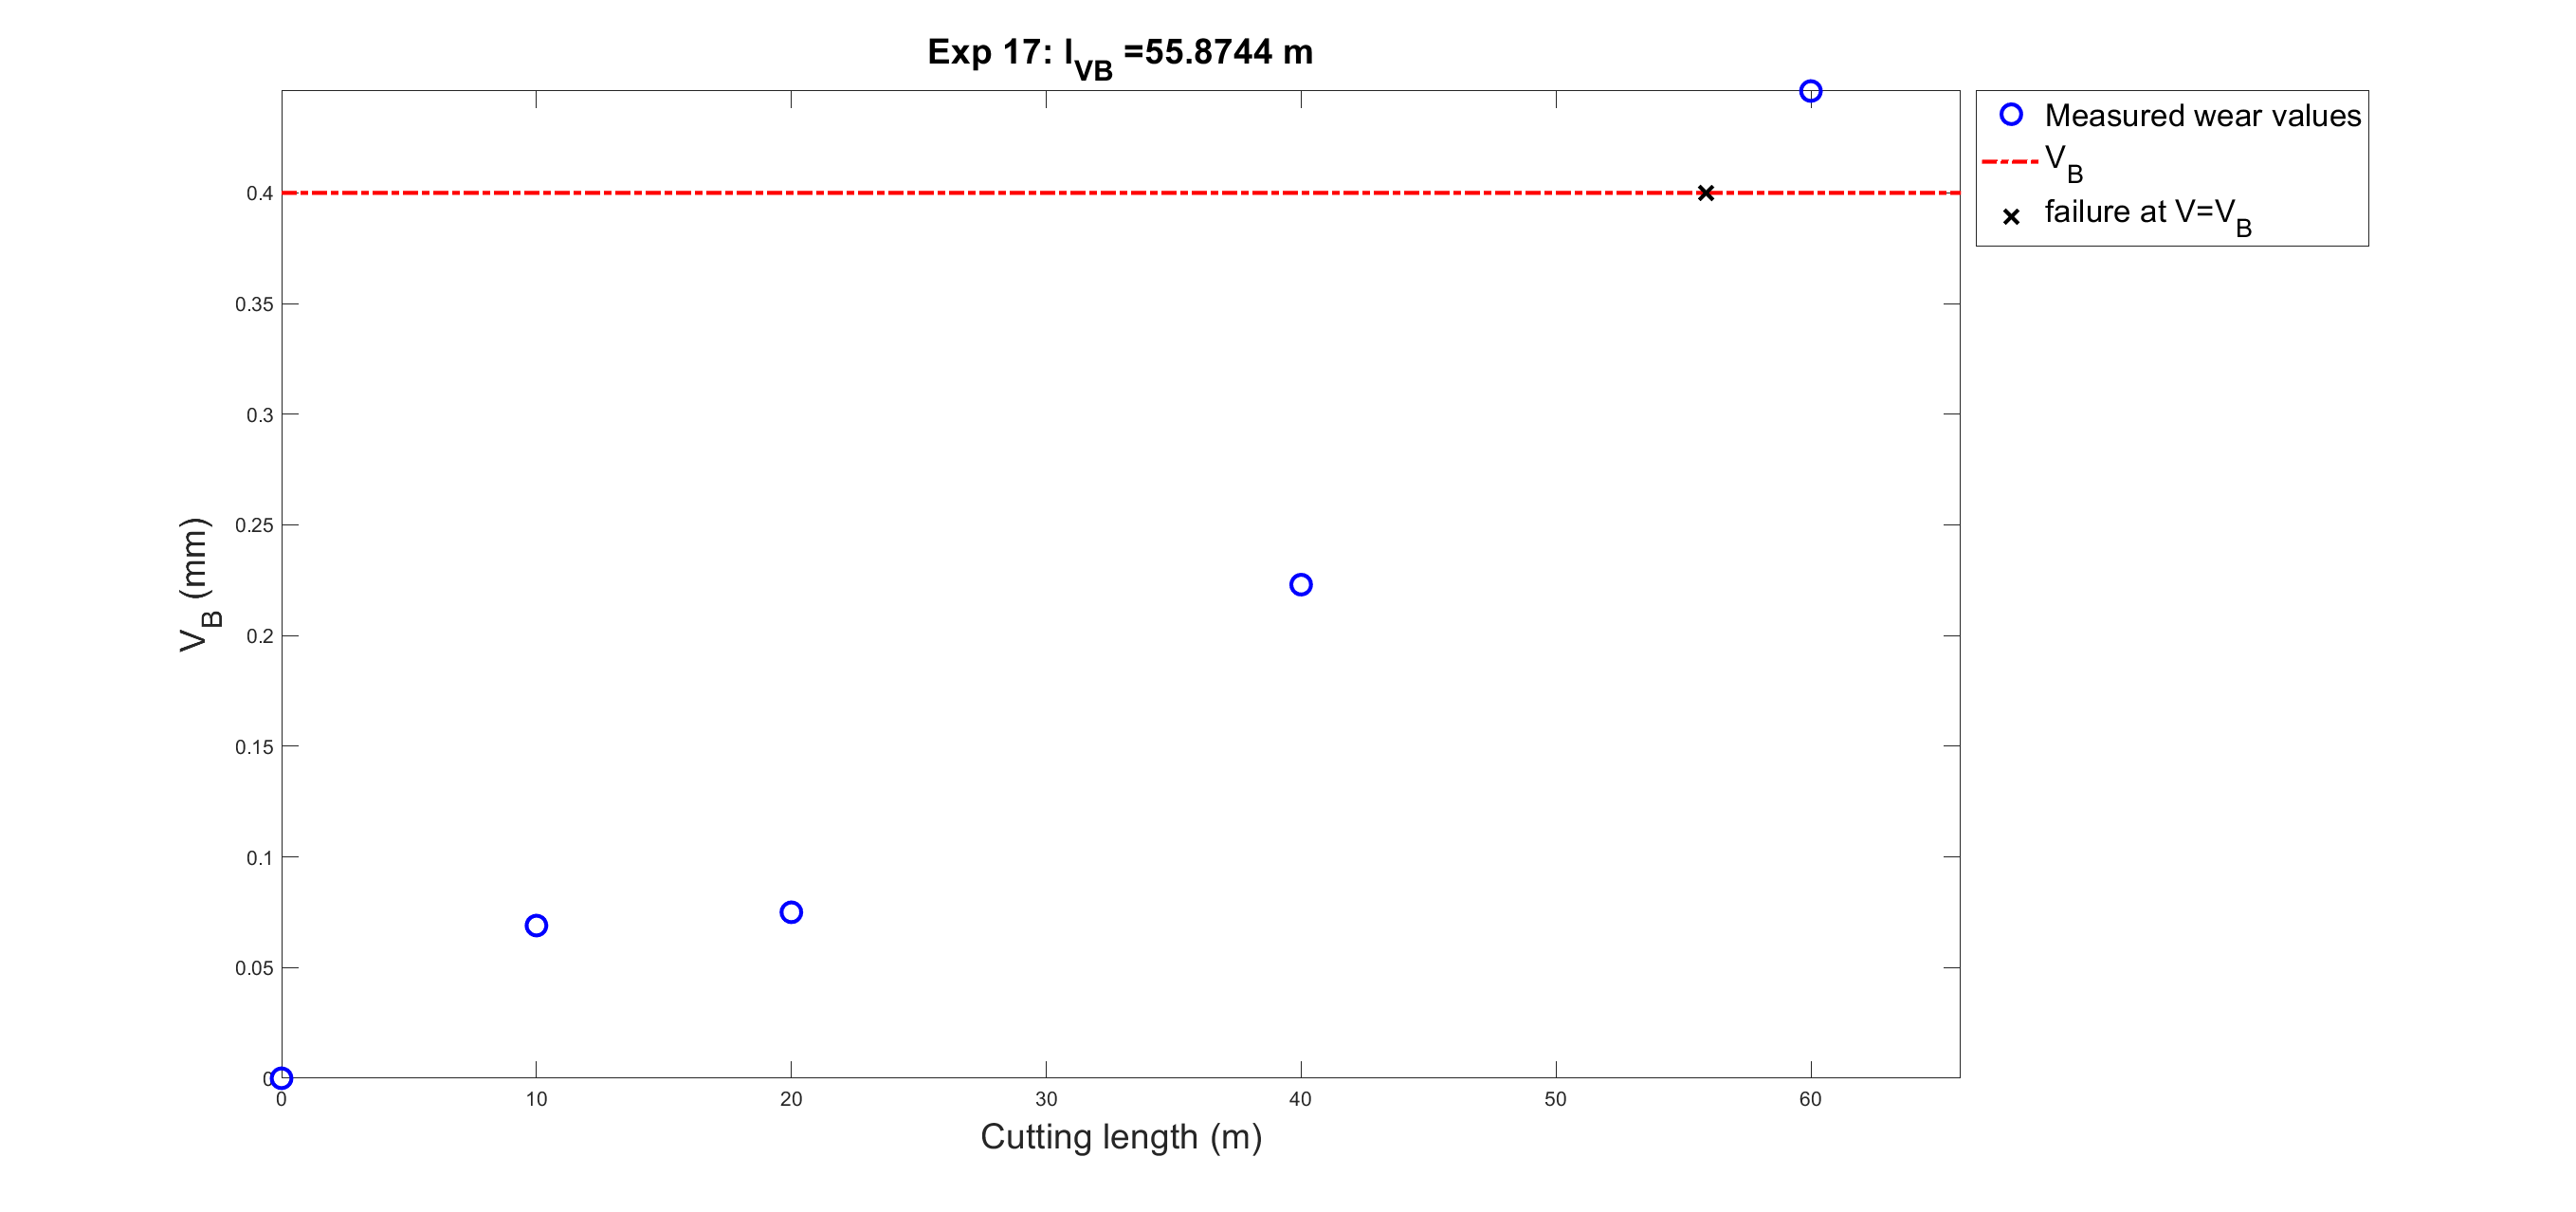 Exp 17: l_VB =55.8744 m
Measured wear values
V_B
failure at V=V_B
0.4
0.35
0.3
0.25
0.2
0.15
0.1
0.05
0
V_B (mm)
0 10 20 30 40 50 60
Cutting length (m)